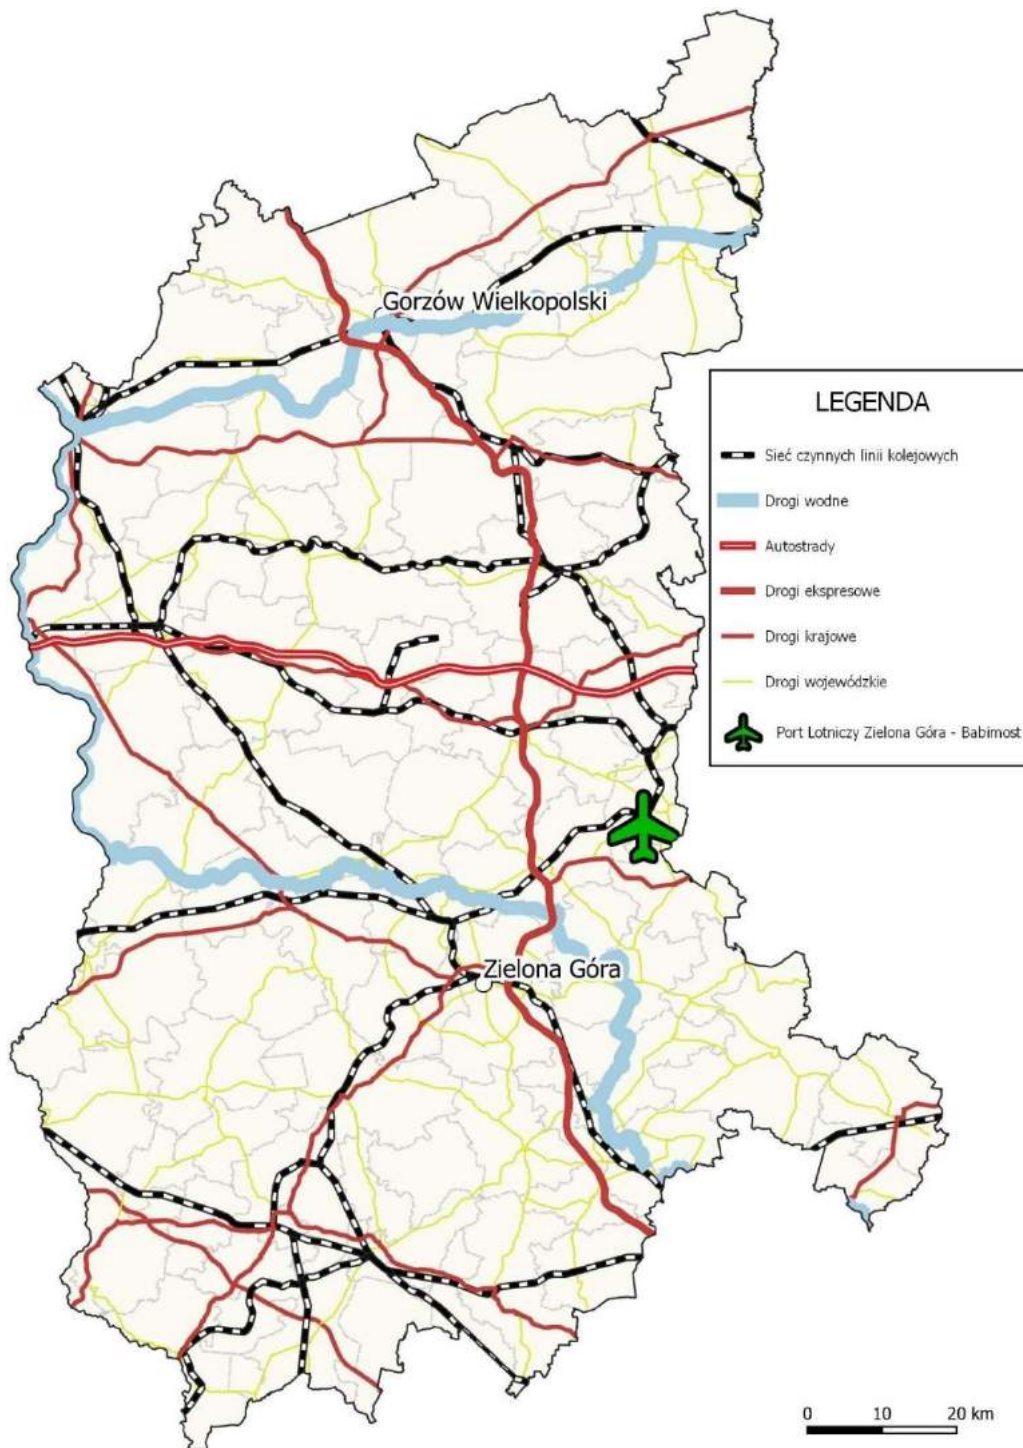 Gorzów Wielkopolski
LEGENDA
Sieć czynnych linii kolejowych
Drogi wodne
Autostrady
Drogi ekspresowe
Drogi krajowe
Drogi wojewódzkie
Port Lotniczy Zielona Góra - Babimost
Zielona Góra
0 10 20 km